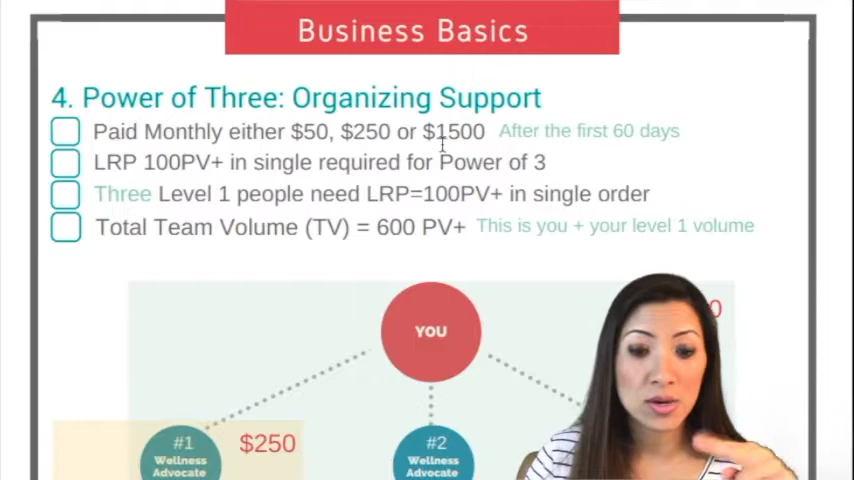 Business Basics
4. Power of Three: Organizing Support
Paid Monthly either $50, $250 or $1500 After the first 60 days
LRP 100PV+ in single required for Power of 3
Three Level 1 people need LRP=100PV+ in single order
Total Team Volume (TV) = 600 PV+ This is you + your level 1 volume
YOU
#1
Wellness
Advocate
$250
#2
Wellness
Advocate